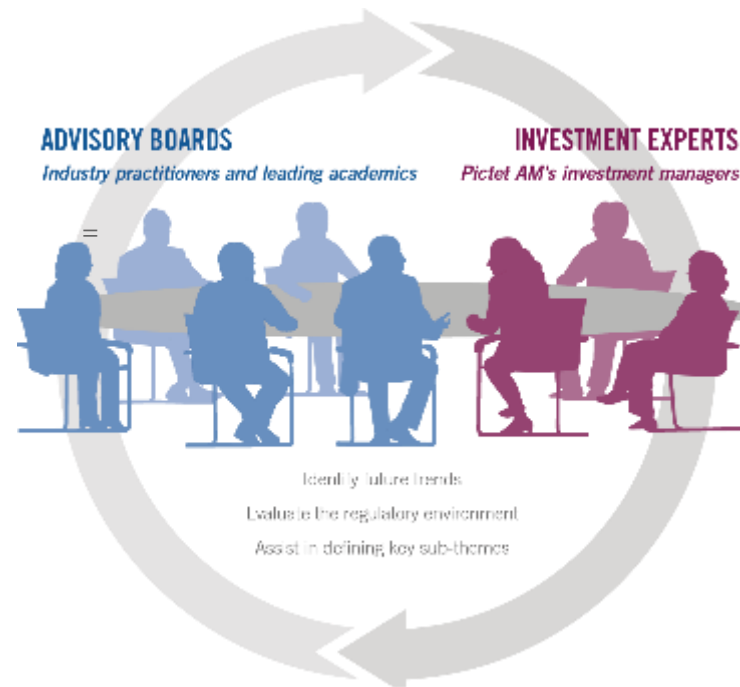 ADVISORY BOARDS
Industry practitioners and leading academics
INVESTMENT EXPERTS
Pictet AM's investment managers
=
Identify future trends
Evaluate the regulatory environment
Assist in defining key sub-themes